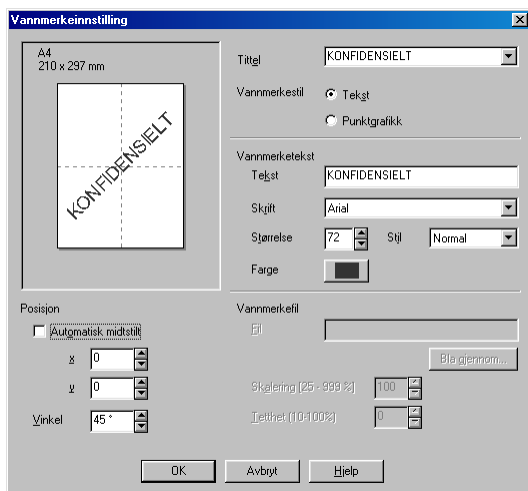 Vannmerkeinnstilling
A4
210 x 297 mm
KONFIDENSIELT
Tittel KONFIDENSIELT
Vannmerkestil Tekst
Punktgrafikk
Vannmerketekst
Tekst KONFIDENSIELT
Skrift Arial
Størrelse 72 Stil Normal
Farge
Posisjon
Automatisk midtstilt
x 0
y 0
Vinkel 45 °
Vannmerkefil
Fil
Bla gjennom...
Skalering (25 - 999 %) 100
Tetthet (10-100%) 0
OK Avbryt Hjelp